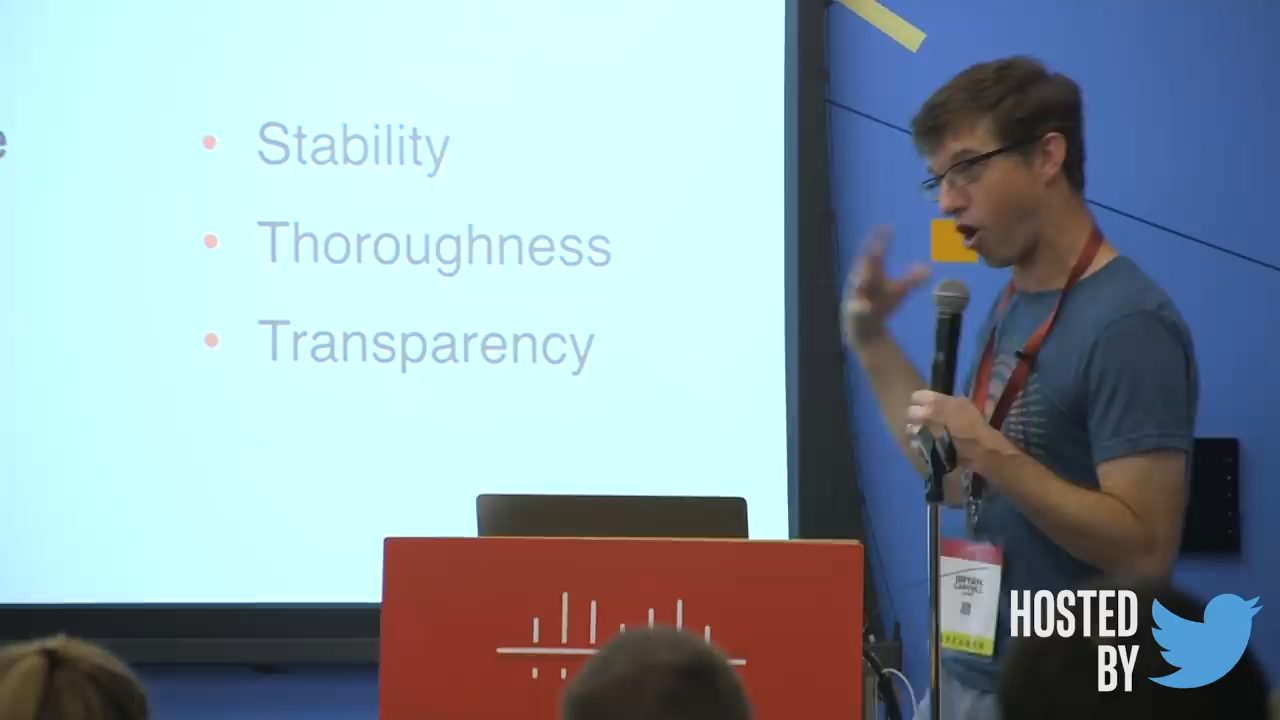 e
Stability
Thoroughness
Transparency
HOSTED
BY